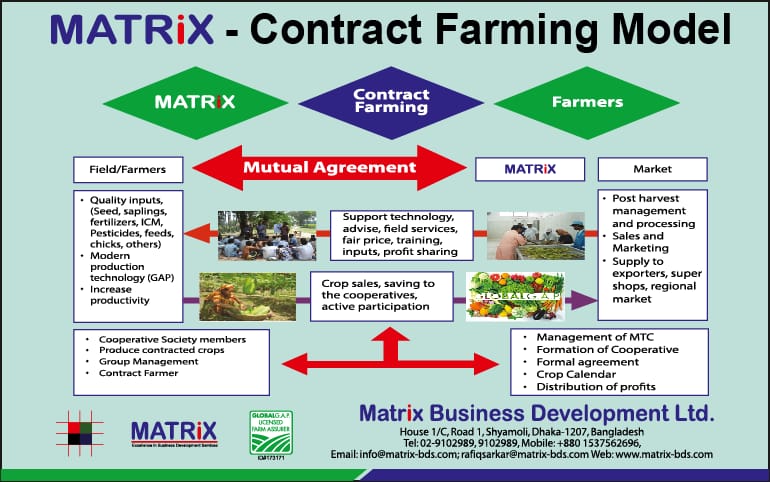 MATRiX - Contract Farming Model
MATRiX
Contract
Farming
Farmers
Field/Farmers
Mutual Agreement
MATRiX
Market
• Quality inputs,
(Seed, saplings,
fertilizers, ICM,
Pesticides, feeds,
chicks, others)
• Modern
production
technology (GAP)
• Increase
productivity
Support technology,
advise, field services,
fair price, training,
inputs, profit sharing
• Post harvest
management
and processing
• Sales and
Marketing
• Supply to
exporters, super
shops, regional
market
Crop sales, saving to
the cooperatives,
active participation
GLOBALG.A.P
• Cooperative Society members
• Produce contracted crops
• Group Management
• Contract Farmer
• Management of MTC
• Formation of Cooperative
• Formal agreement
• Crop Calendar
• Distribution of profits
MATRiX
Excellence in Business Development Services
GLOBALG.A.P
LICENSED
FARM ASSURER
ID#173171
Matrix Business Development Ltd.
House 1/C, Road 1, Shyamoli, Dhaka-1207, Bangladesh
Tel: 02-9102989, 9102989, Mobile: +880 1537562696,
Email: info@matrix-bds.com; rafiqsarkar@matrix-bds.com Web: www.matrix-bds.com